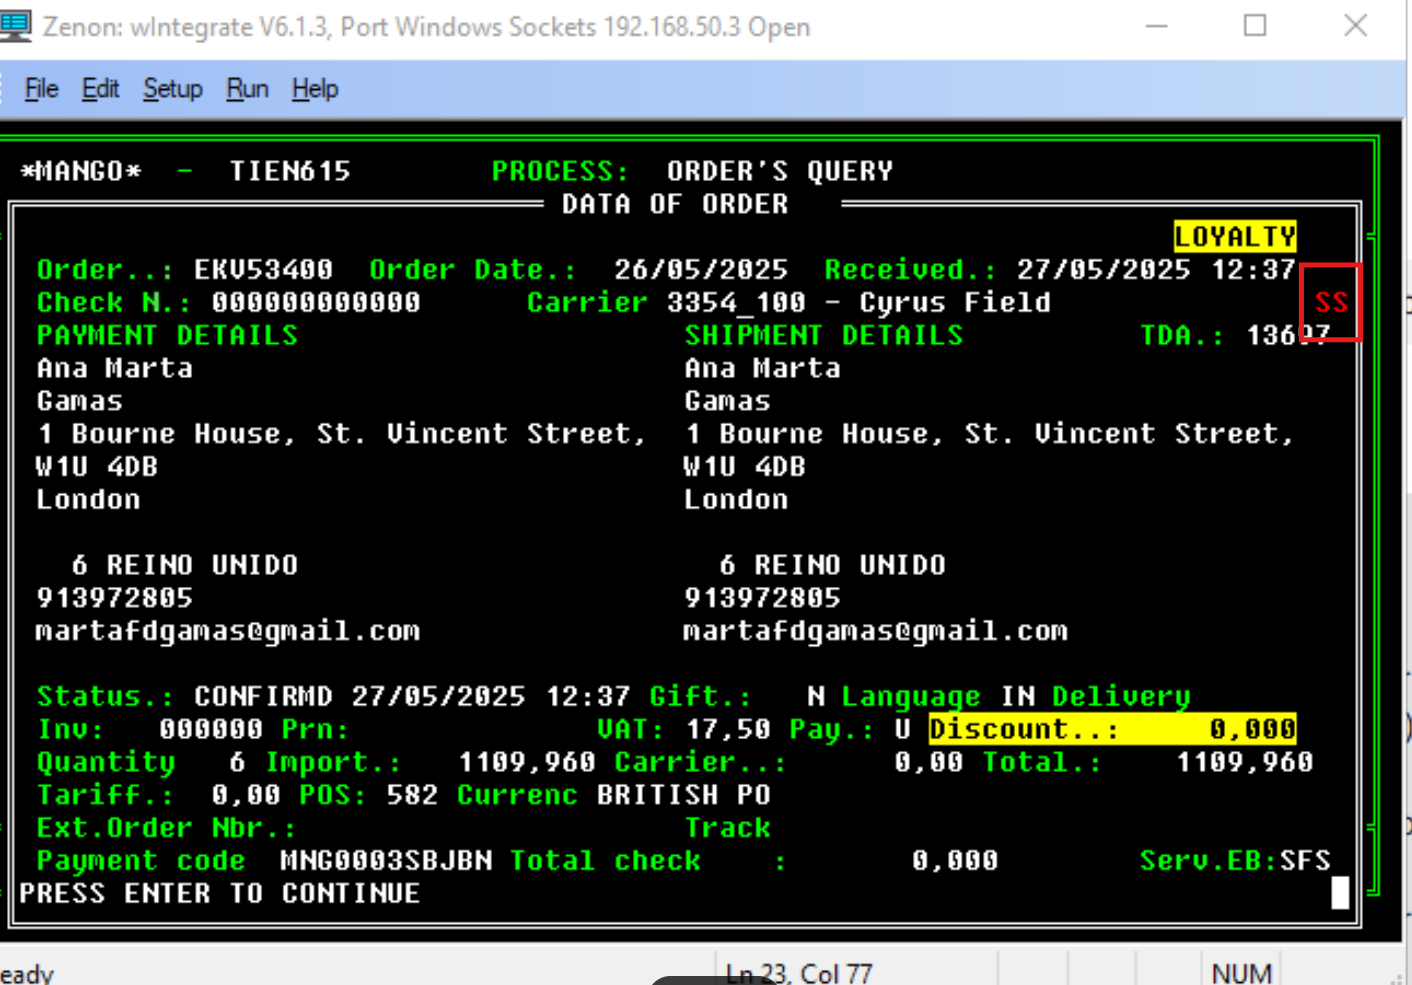 Zenon: wIntegrate V6.1.3, Port Windows Sockets 192.168.50.3 Open
File Edit Setup Run Help
*MANGO* - TIEN615 PROCESS: ORDER'S QUERY
DATA OF ORDER
LOYALTY
Order..: EKV53400 Order Date.: 26/05/2025 Received.: 27/05/2025 12:37
Check N.: 000000000000 Carrier 3354_100 - Cyrus Field SS
PAYMENT DETAILS SHIPMENT DETAILS TDA.: 13697
Ana Marta Ana Marta
Gamas Gamas
1 Bourne House, St. Vincent Street, 1 Bourne House, St. Vincent Street,
W1U 4DB W1U 4DB
London London
6 REINO UNIDO 6 REINO UNIDO
913972805 913972805
martafdgamas@gmail.com martafdgamas@gmail.com
Status.: CONFIRMD 27/05/2025 12:37 Gift.: N Language IN Delivery
Inv: 000000 Prn: VAT: 17,50 Pay.: U Discount..: 0,000
Quantity 6 Import.: 1109,960 Carrier..: 0,00 Total.: 1109,960
Tariff.: 0,00 POS: 582 Currenc BRITISH PO
Ext.Order Nbr.: Track
Payment code MNG0003SBJBN Total check : 0,000 Serv.EB:SFS
PRESS ENTER TO CONTINUE
eady Ln 23, Col 77 NUM